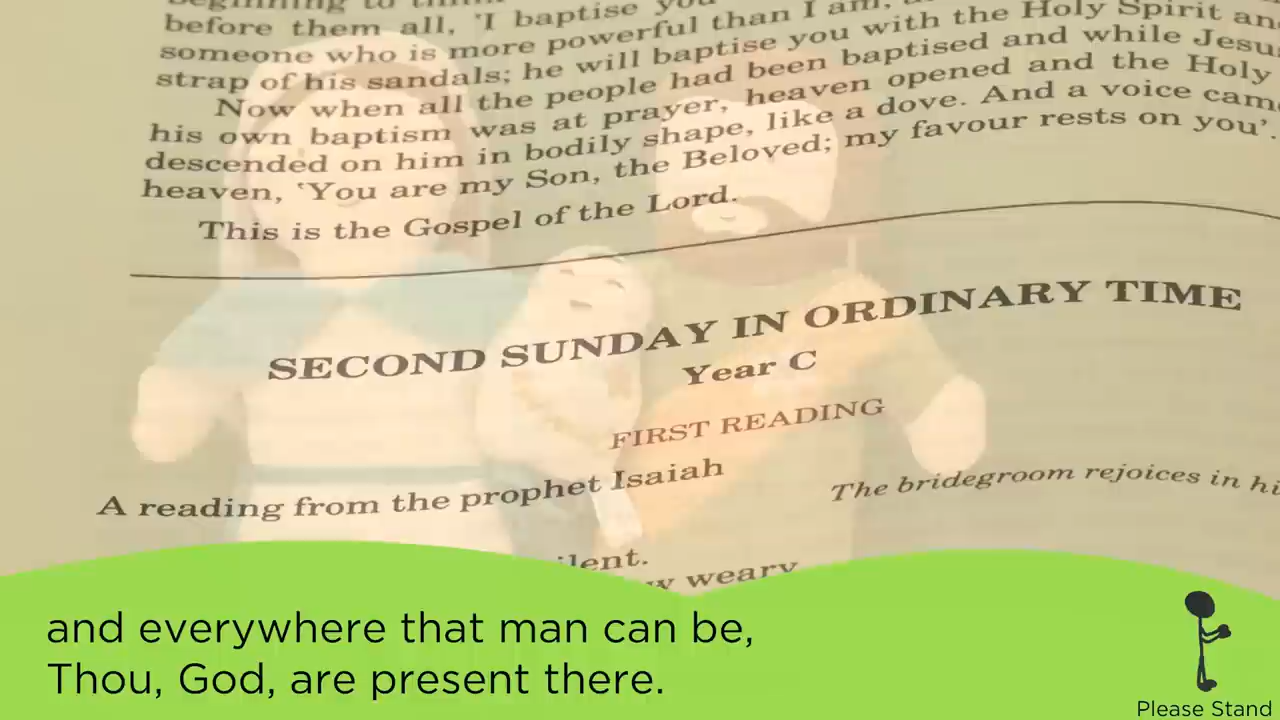 before them all, 'I baptise
someone who is more powerful than I am,
strap of his sandals; he will baptise you with the Holy Spirit
Now when all the people had been baptised and while
his own baptism was at prayer, heaven opened and the Holy
descended on him in bodily shape, like a dove. And a voice
heaven, 'You are my Son, the Beloved; my favour rests on you'.
This is the Gospel of the Lord.
SECOND SUNDAY IN ORDINARY TIME
Year C
FIRST READING
A reading from the prophet Isaiah
The bridegroom rejoices in
weary
and everywhere that man can be,
Thou, God, are present there.
Please Stand